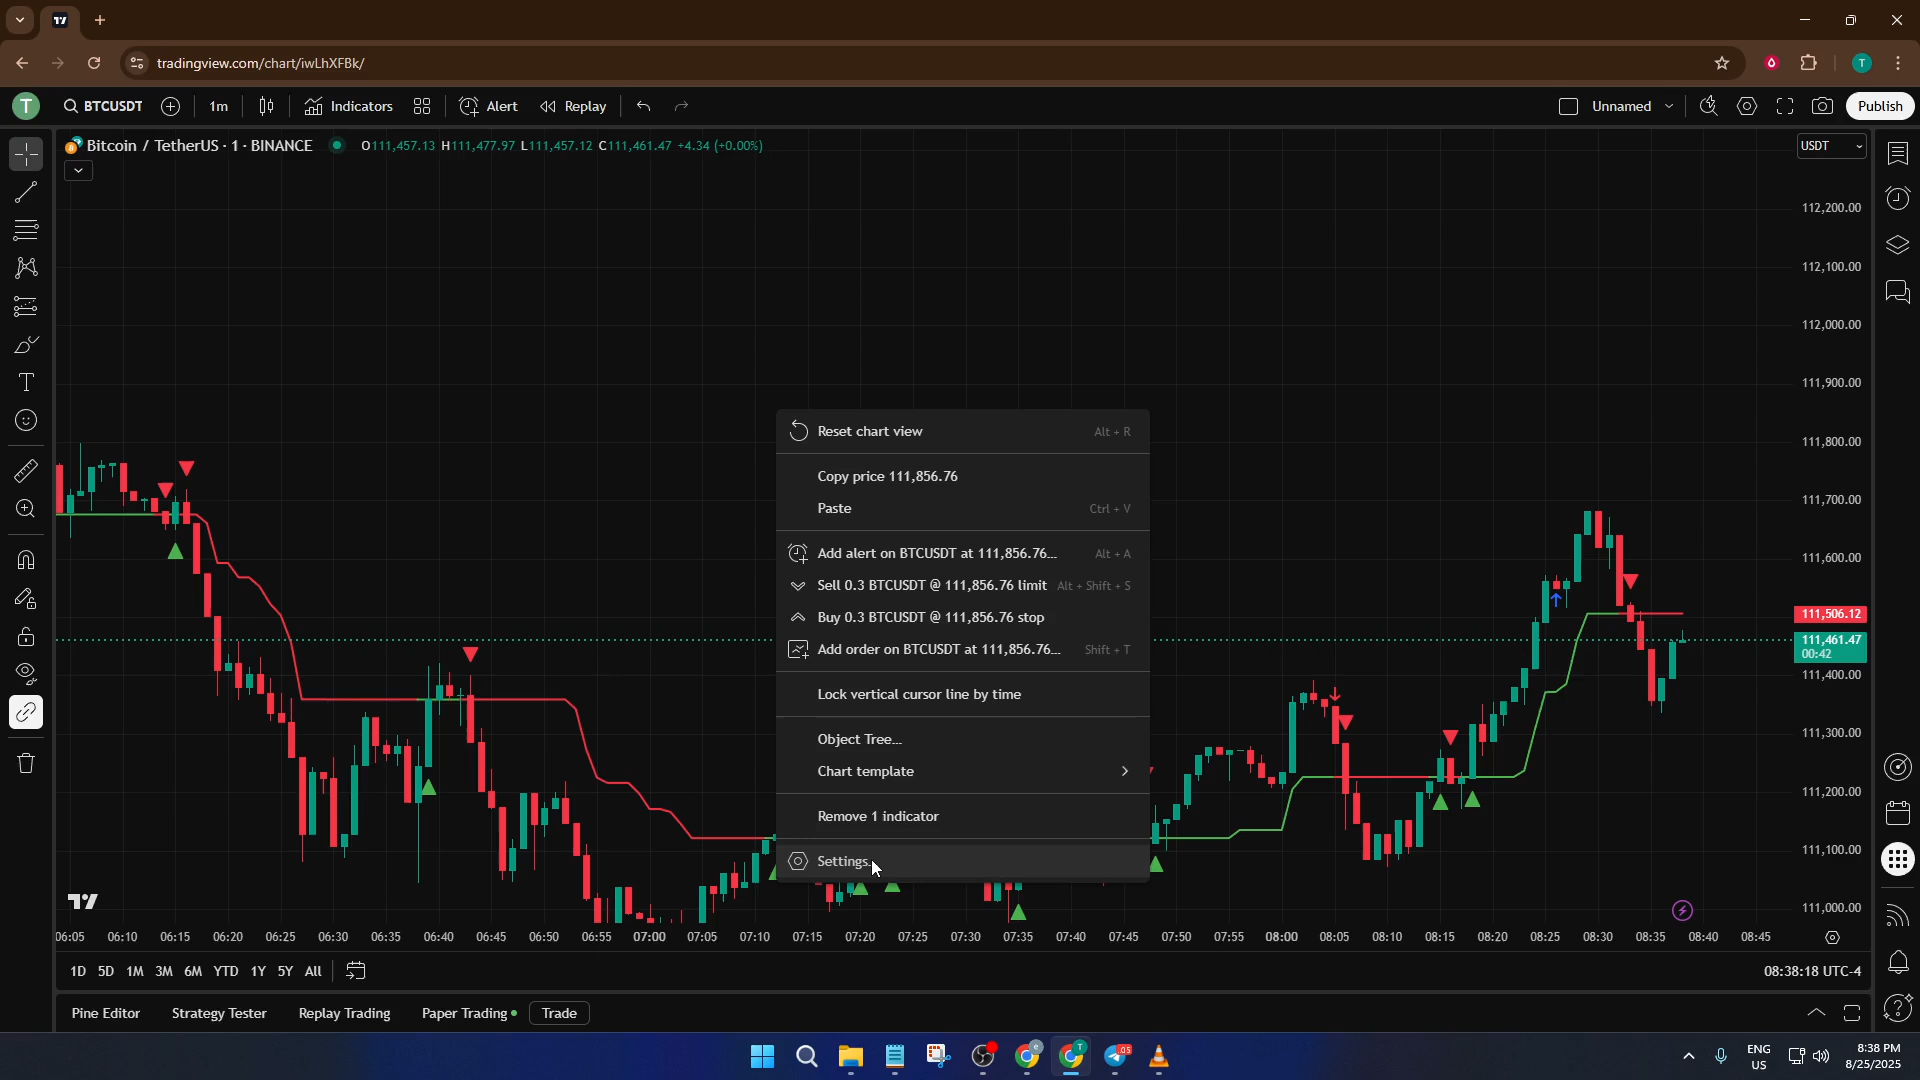 tradingview.com/chart/iwLhXFBk/
T
T BTCUSDT 1m Indicators Alert Replay Unnamed Publish
Bitcoin / TetherUS · 1 · BINANCE O111,457.13 H111,477.97 L111,457.12 C111,461.47 +4.34 (+0.00%)
USDT
112,200.00
112,100.00
112,000.00
111,900.00
111,800.00
111,700.00
111,600.00
111,506.12
111,461.47
00:42
111,400.00
111,300.00
111,200.00
111,100.00
111,000.00
Reset chart view Alt + R
Copy price 111,856.76
Paste Ctrl + V
Add alert on BTCUSDT at 111,856.76... Alt + A
Sell 0.3 BTCUSDT @ 111,856.76 limit Alt + Shift + S
Buy 0.3 BTCUSDT @ 111,856.76 stop
Add order on BTCUSDT at 111,856.76... Shift + T
Lock vertical cursor line by time
Object Tree...
Chart template
Remove 1 indicator
Settings...
06:05 06:10 06:15 06:20 06:25 06:30 06:35 06:40 06:45 06:50 06:55 07:00 07:05 07:10 07:15 07:20 07:25 07:30 07:35 07:40 07:45 07:50 07:55 08:00 08:05 08:10 08:15 08:20 08:25 08:30 08:35 08:40 08:45
1D 5D 1M 3M 6M YTD 1Y 5Y All 08:38:18 UTC-4
Pine Editor Strategy Tester Replay Trading Paper Trading Trade
ENG
US
8:38 PM
8/25/2025